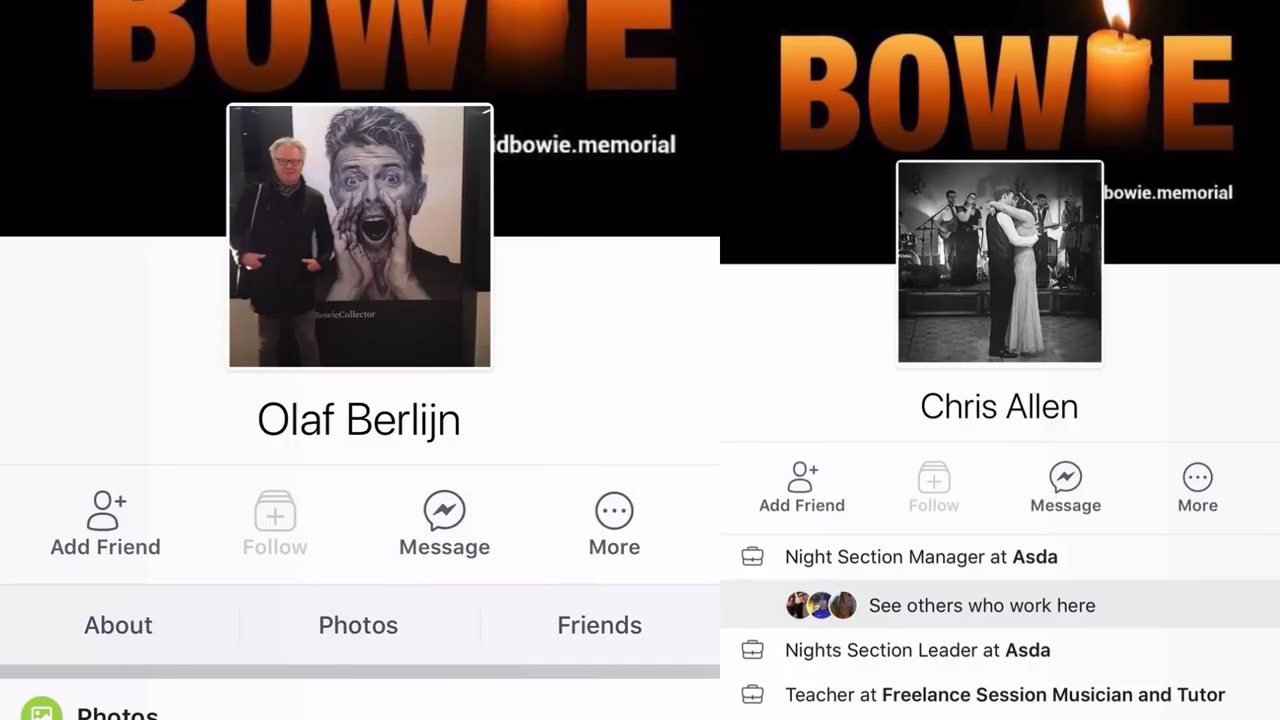 BOWIE
idbowie.memorial
BowieCollector
Olaf Berlijn
Add Friend
Follow
Message
More
About
Photos
Friends
Photos
BOWIE
bowie.memorial
Chris Allen
Add Friend
Follow
Message
More
Night Section Manager at Asda
See others who work here
Nights Section Leader at Asda
Teacher at Freelance Session Musician and Tutor